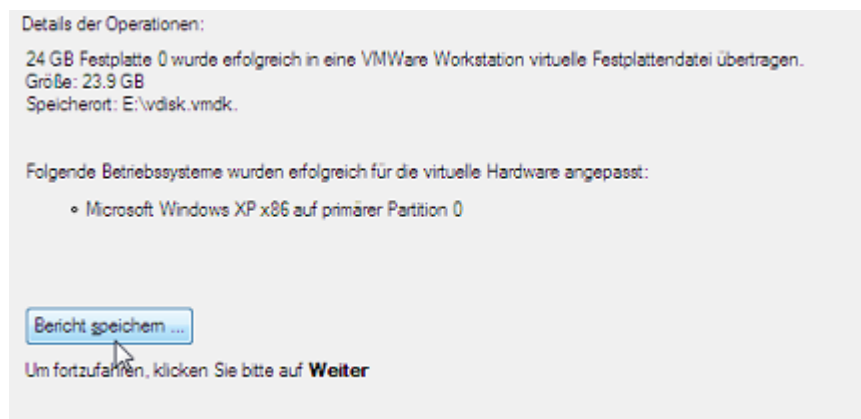 Details der Operationen:
24 GB Festplatte 0 wurde erfolgreich in eine VMWare Workstation virtuelle Festplattendatei übertragen.
Größe: 23.9 GB
Speicherort: E:\vdisk.vmdk.
Folgende Betriebssysteme wurden erfolgreich für die virtuelle Hardware angepasst:
• Microsoft Windows XP x86 auf primärer Partition 0
Bericht speichern ...
Um fortzufahren, klicken Sie bitte auf Weiter